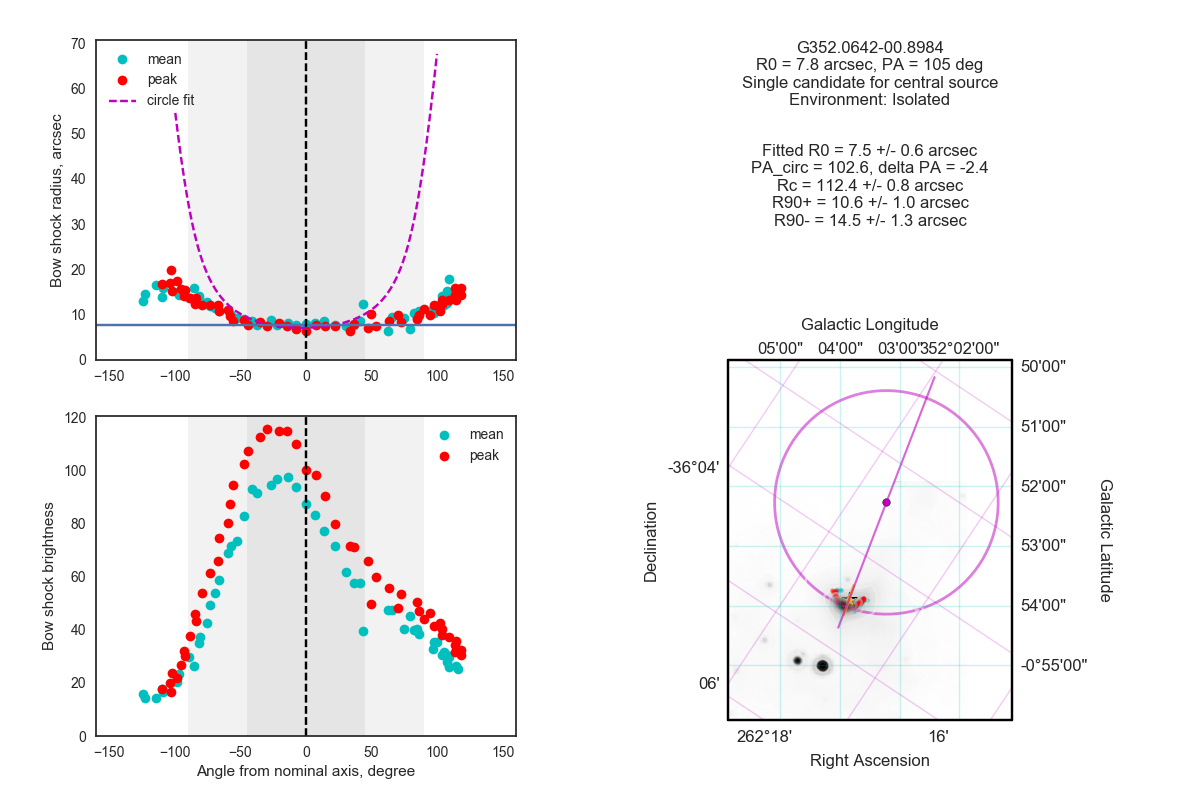 70
60
50
40
30
20
10
0
Bow shock radius, arcsec
mean
peak
circle fit
−150 −100 −50 0 50 100 150
120
100
80
60
40
20
0
Bow shock brightness
mean
peak
−150 −100 −50 0 50 100 150
Angle from nominal axis, degree
G352.0642-00.8984
R0 = 7.8 arcsec, PA = 105 deg
Single candidate for central source
Environment: Isolated
Fitted R0 = 7.5 +/- 0.6 arcsec
PA_circ = 102.6, delta PA = -2.4
Rc = 112.4 +/- 0.8 arcsec
R90+ = 10.6 +/- 1.0 arcsec
R90- = 14.5 +/- 1.3 arcsec
Galactic Longitude
05'00" 04'00" 03'00" 352°02'00"
50'00"
51'00"
52'00"
53'00"
54'00"
-0°55'00"
Galactic Latitude
-36°04'
06'
Declination
262°18' 16'
Right Ascension